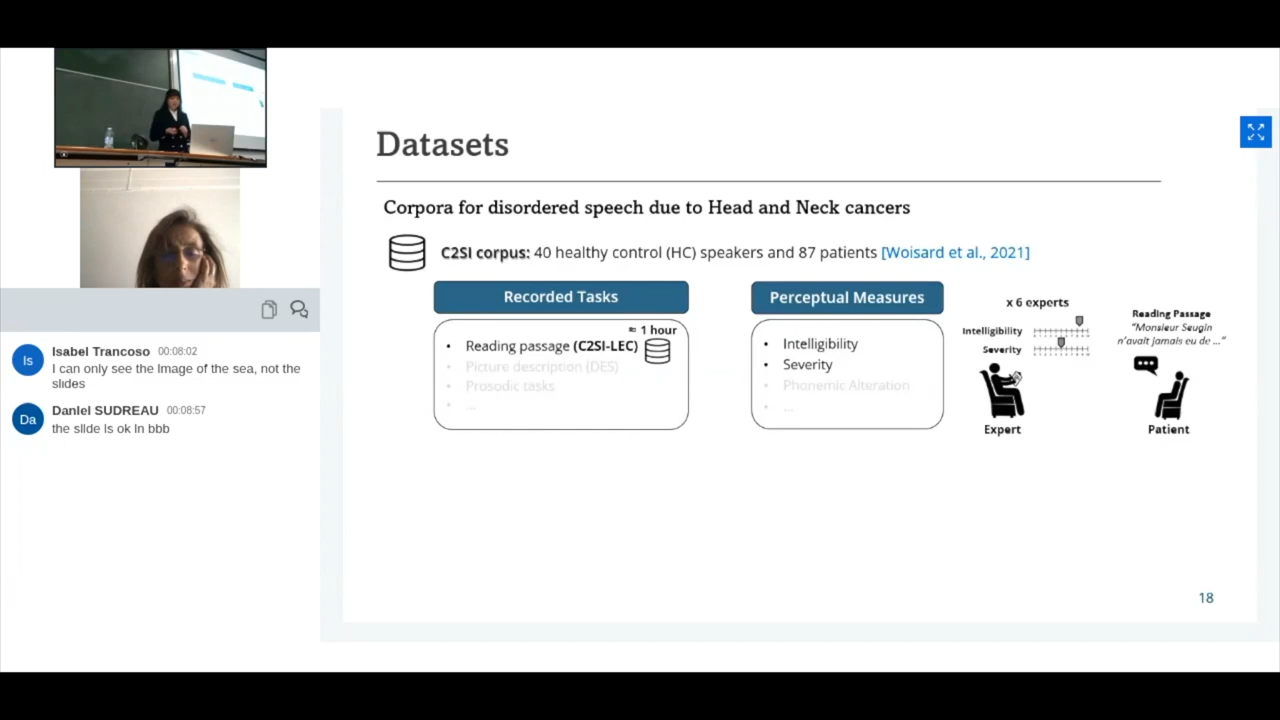 Datasets
Corpora for disordered speech due to Head and Neck cancers
C2SI corpus: 40 healthy control (HC) speakers and 87 patients [Woisard et al., 2021]
Recorded Tasks
≈ 1 hour
• Reading passage (C2SI-LEC)
• Picture description (DES)
• Prosodic tasks
• ...
Perceptual Measures
• Intelligibility
• Severity
• Phonemic Alteration
• ...
x 6 experts
Intelligibility
Severity
Expert
Reading Passage
"Monsieur Seugin
n'avait jamais eu de ..."
Patient
18
Is
Isabel Trancoso 00:08:02
I can only see the image of the sea, not the
slides
Da
Daniel SUDREAU 00:08:57
the slide is ok in bbb